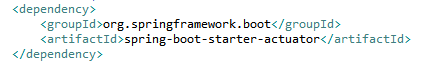 <dependency>
<groupId>org.springframework.boot</groupId>
<artifactId>spring-boot-starter-actuator</artifactId>
</dependency>